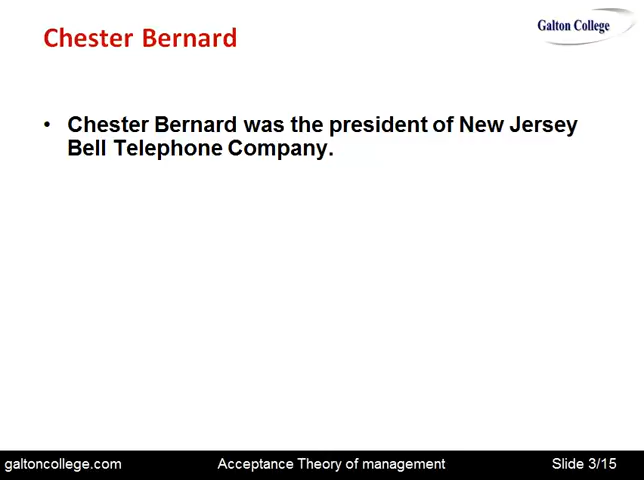 Chester Bernard
Galton College
• Chester Bernard was the president of New Jersey
Bell Telephone Company.
galtoncollege.com
Acceptance Theory of management
Slide 3/15